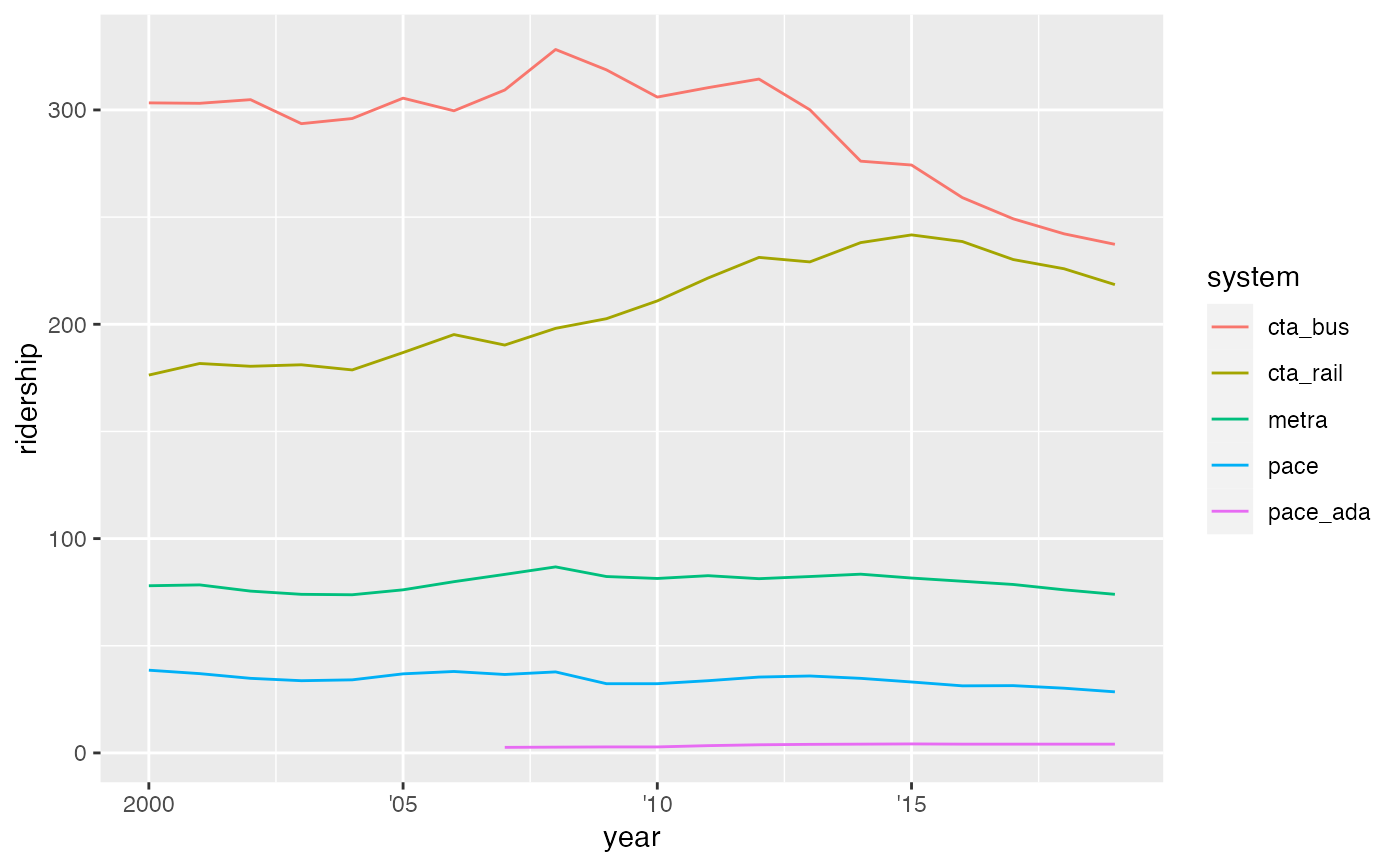 300
200
100
0
2000
'05
'10
'15
year
ridership
system
cta_bus
cta_rail
metra
pace
pace_ada